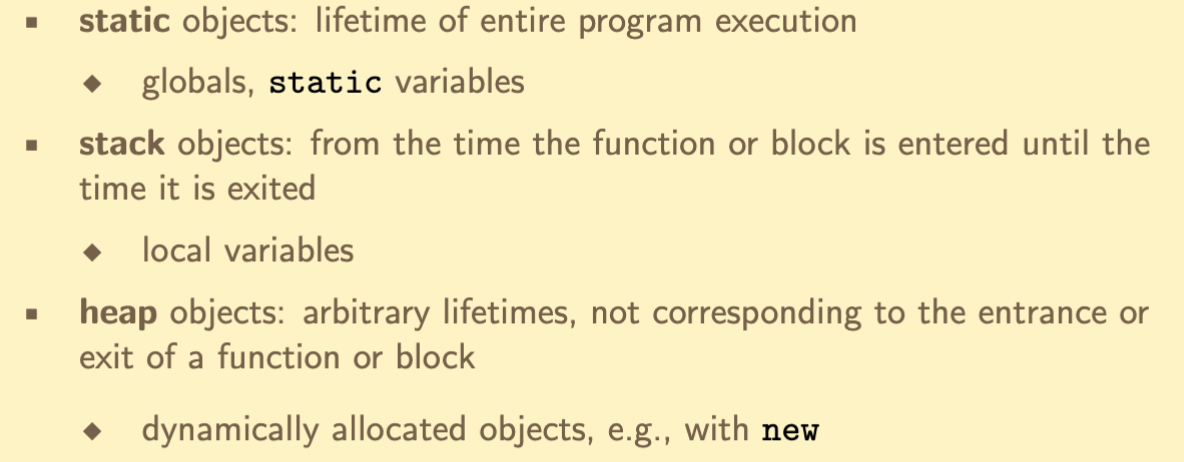 ▪ static objects: lifetime of entire program execution
◆ globals, static variables
▪ stack objects: from the time the function or block is entered until the
time it is exited
◆ local variables
▪ heap objects: arbitrary lifetimes, not corresponding to the entrance or
exit of a function or block
◆ dynamically allocated objects, e.g., with new